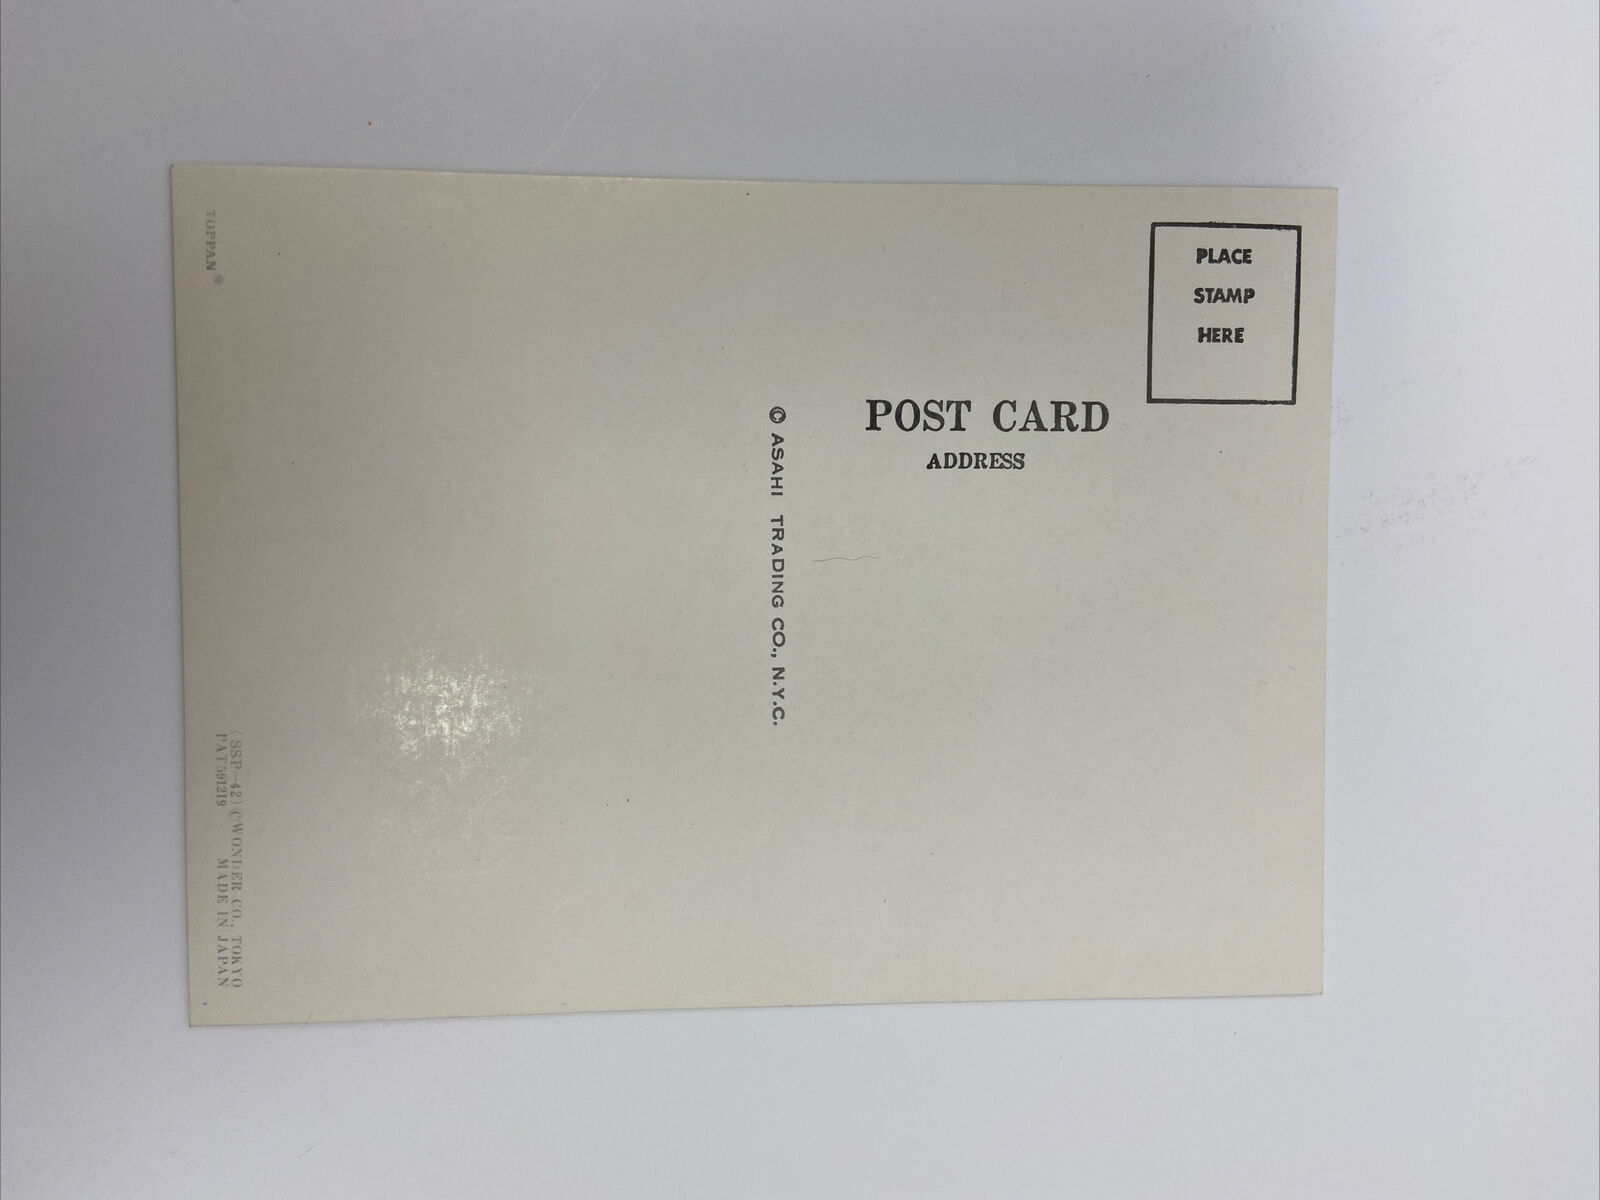 PLACE
STAMP
HERE
POST CARD
ADDRESS
© ASAHI TRADING CO., N.Y.C.
TOPPAN ®
(SSP-42) © WONDER CO., TOKYO
PAT 591219 MADE IN JAPAN